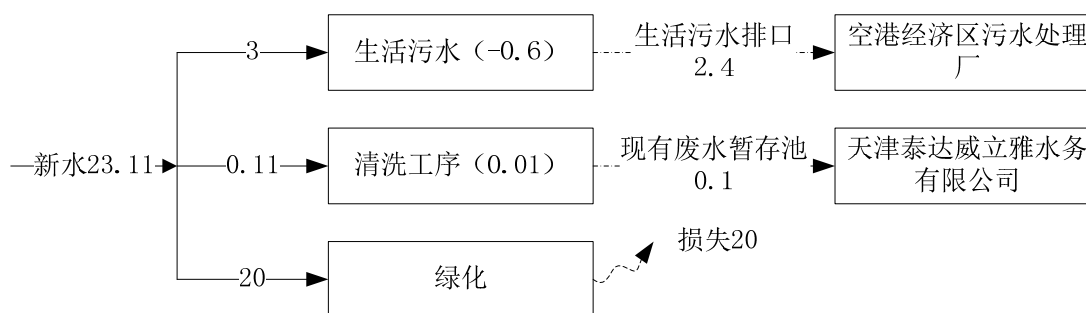 3
生活污水（-0.6）
生活污水排口
2.4
空港经济区污水处理
厂
新水23.11
0.11
清洗工序（0.01）
现有废水暂存池
0.1
天津泰达威立雅水务
有限公司
20
绿化
损失20